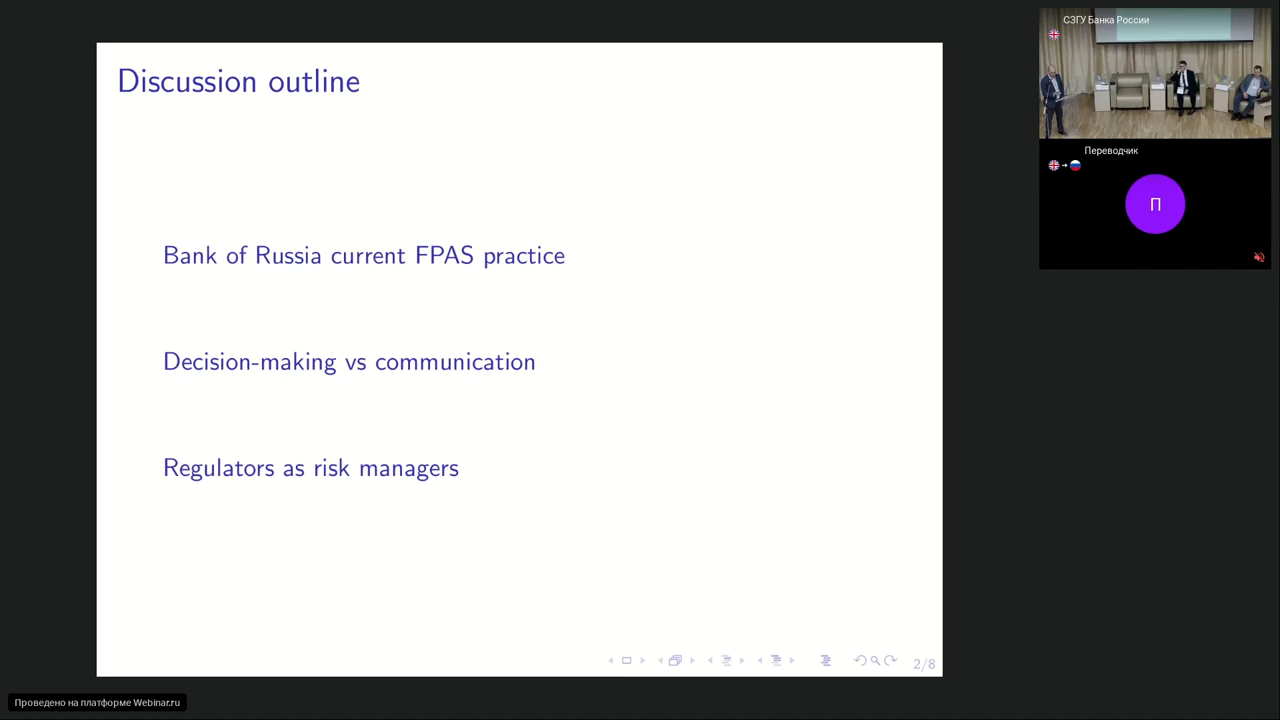 Discussion outline
Bank of Russia current FPAS practice
Decision-making vs communication
Regulators as risk managers
2/8
СЗГУ Банка России
Переводчик
П
Проведено на платформе Webinar.ru